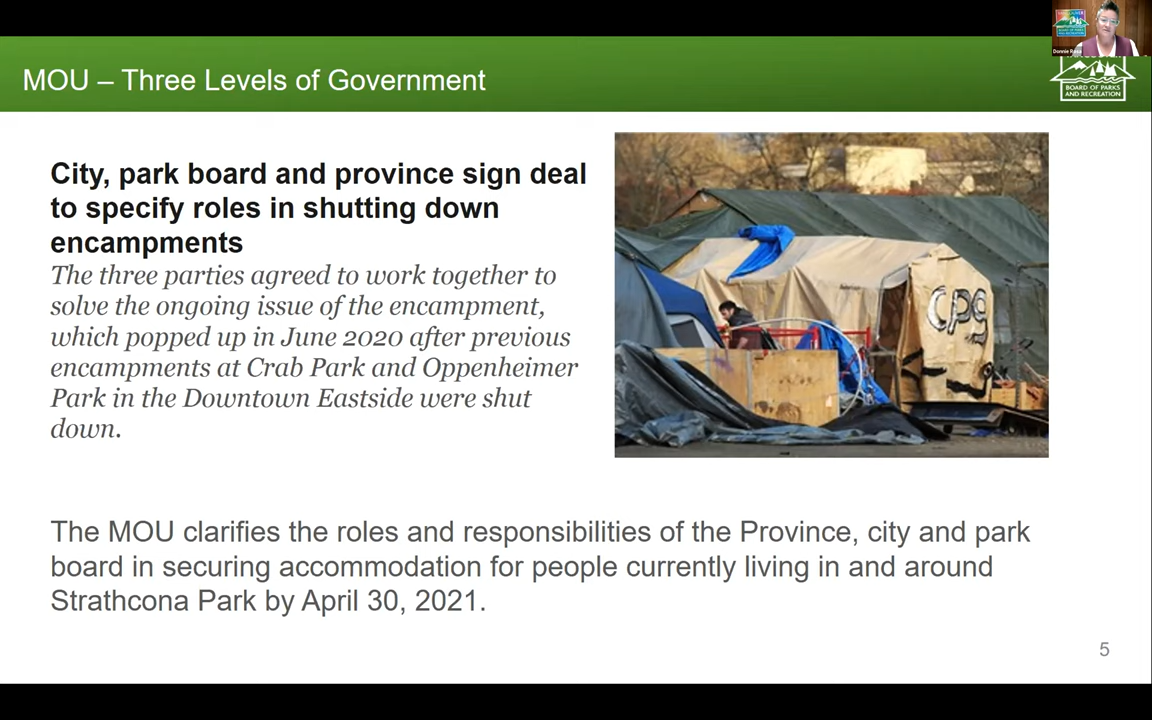 MOU – Three Levels of Government
Donnie Rosa
BOARD OF PARKS
AND RECREATION
City, park board and province sign deal
to specify roles in shutting down
encampments
The three parties agreed to work together to
solve the ongoing issue of the encampment,
which popped up in June 2020 after previous
encampments at Crab Park and Oppenheimer
Park in the Downtown Eastside were shut
down.
CPG
The MOU clarifies the roles and responsibilities of the Province, city and park
board in securing accommodation for people currently living in and around
Strathcona Park by April 30, 2021.
5